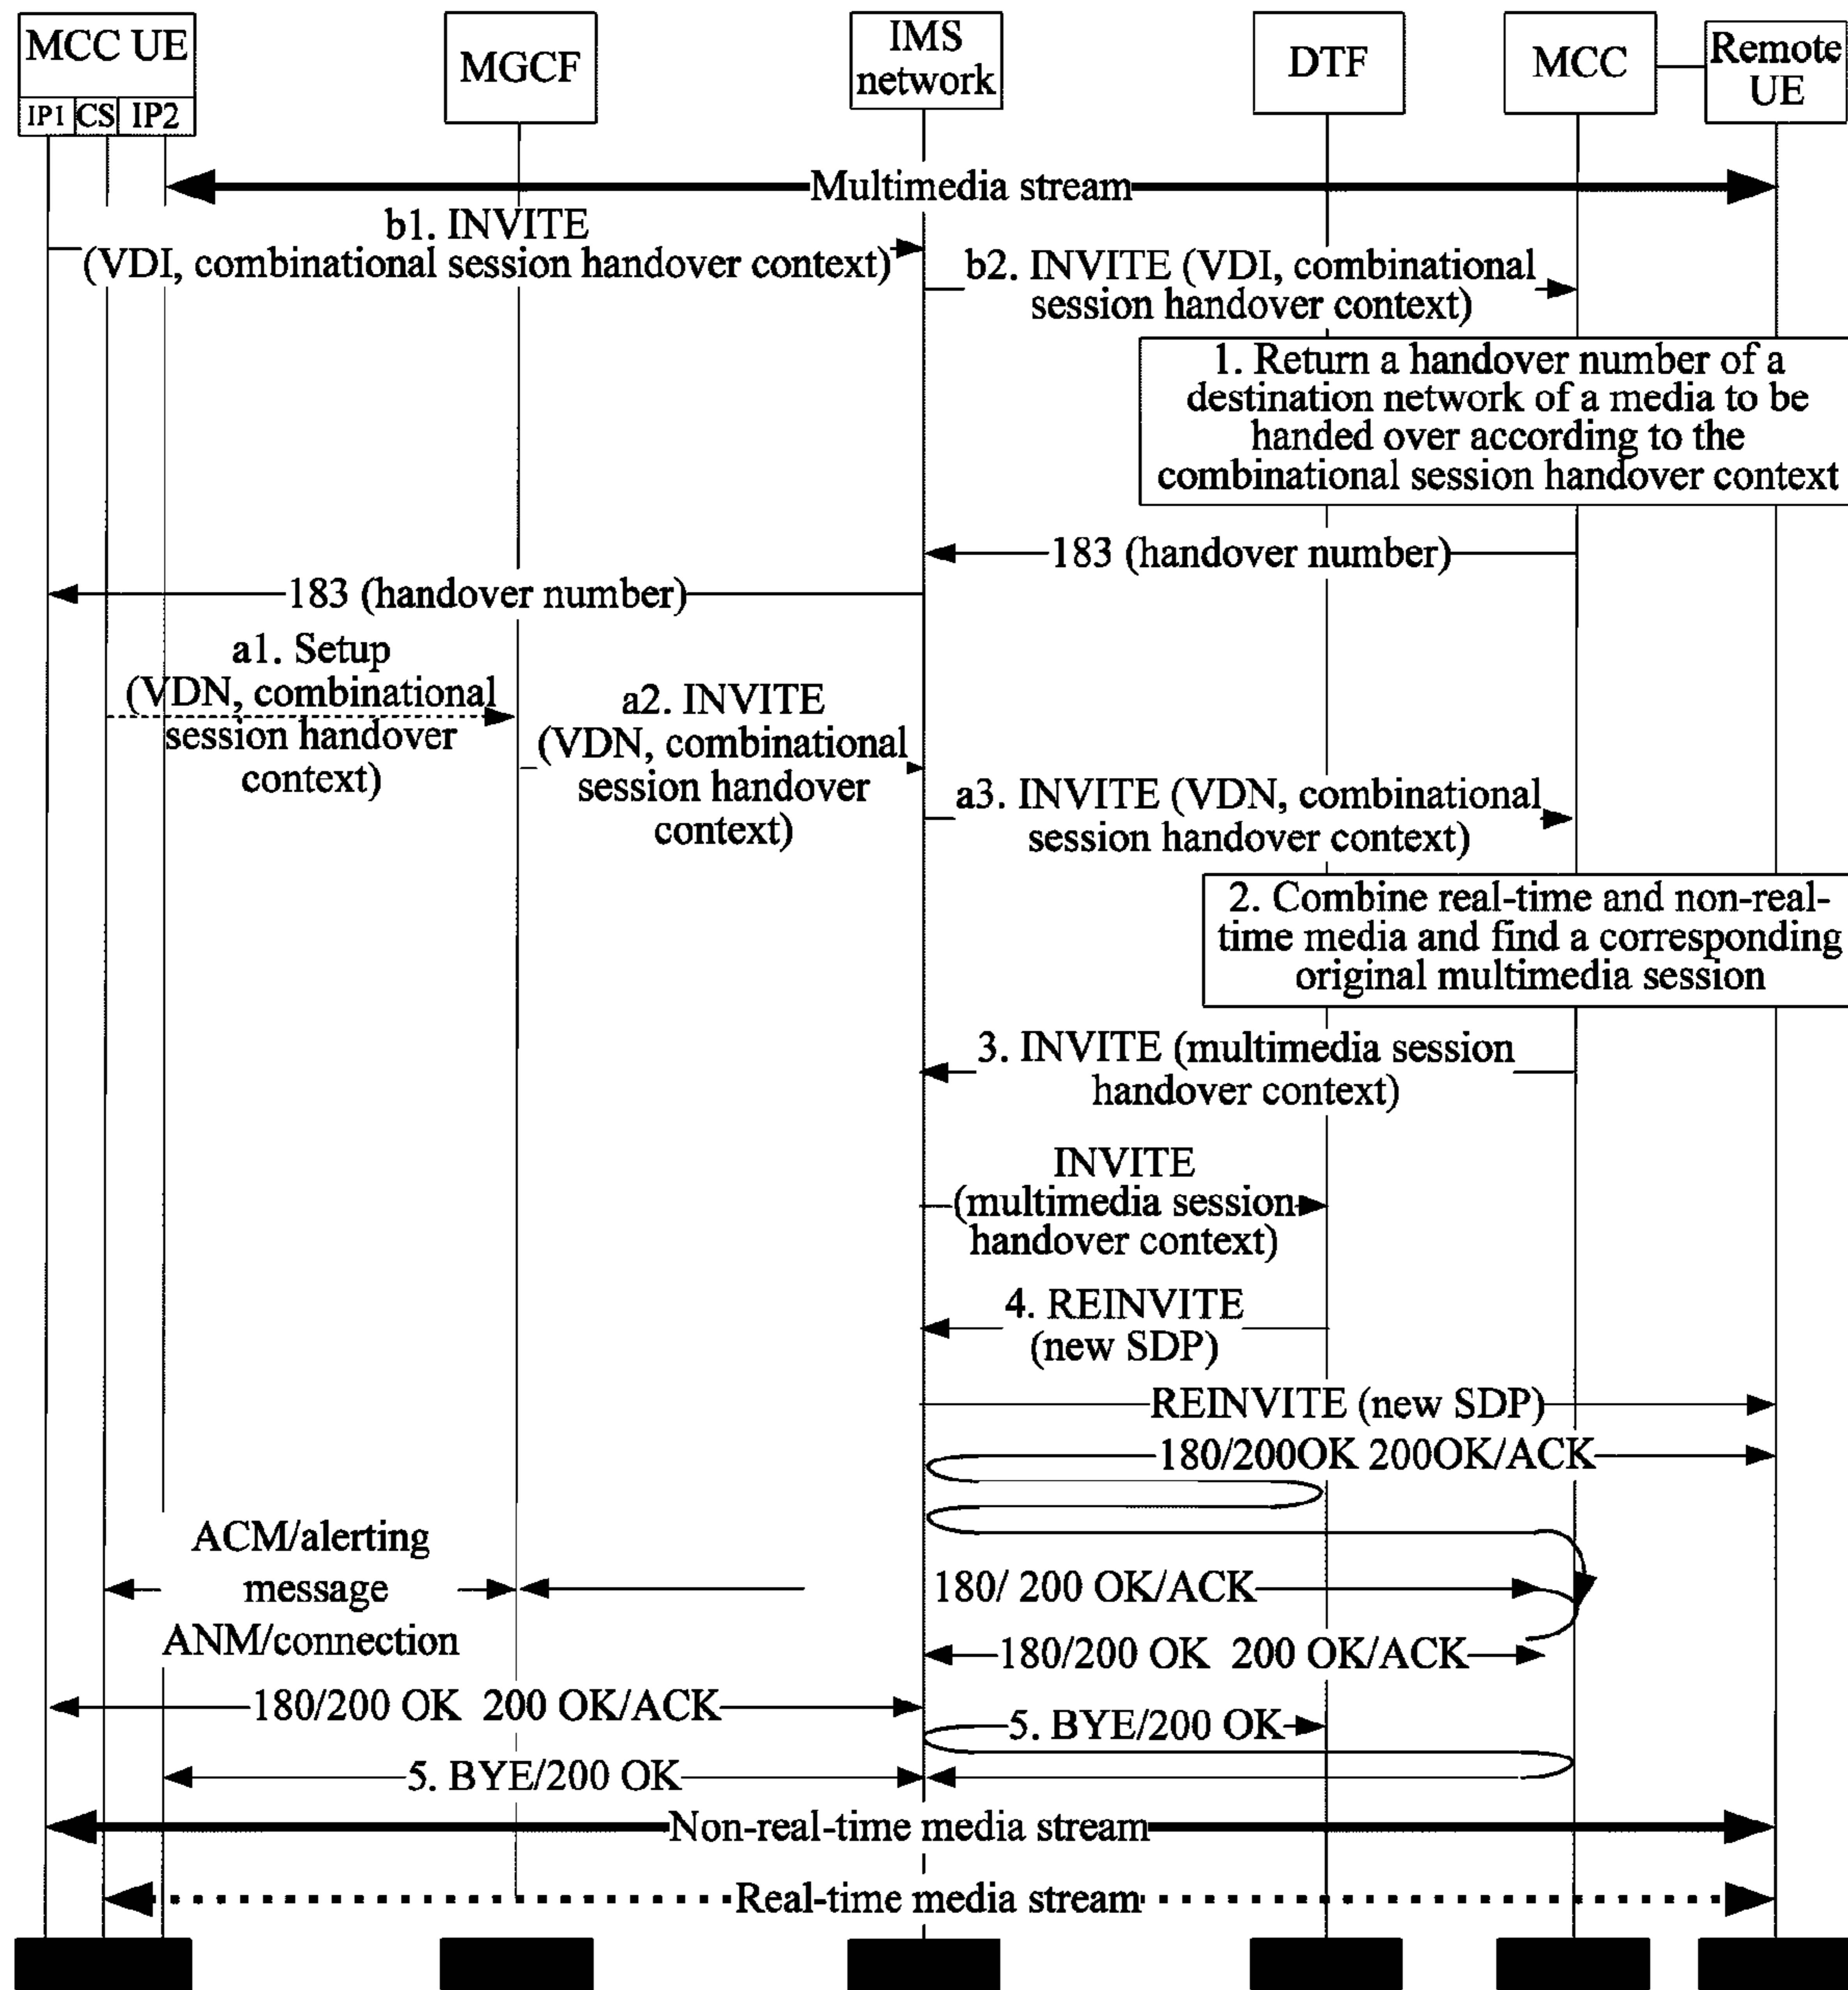 MCC UE
IP1 CS IP2
MGCF
IMS
network
DTF
MCC
Remote
UE
Multimedia stream
b1. INVITE
(VDI, combinational session handover context)
b2. INVITE (VDI, combinational
session handover context)
1. Return a handover number of a
destination network of a media to be
handed over according to the
combinational session handover context
183 (handover number)
183 (handover number)
a1. Setup
(VDN, combinational
session handover
context)
a2. INVITE
(VDN, combinational
session handover
context)
a3. INVITE (VDN, combinational
session handover context)
2. Combine real-time and non-real-
time media and find a corresponding
original multimedia session
3. INVITE (multimedia session
handover context)
INVITE
(multimedia session
handover context)
4. REINVITE
(new SDP)
REINVITE (new SDP)
180/200OK 200OK/ACK
ACM/alerting
message
ANM/connection
180/ 200 OK/ACK
180/200 OK 200 OK/ACK
180/200 OK 200 OK/ACK
5. BYE/200 OK
5. BYE/200 OK
Non-real-time media stream
Real-time media stream